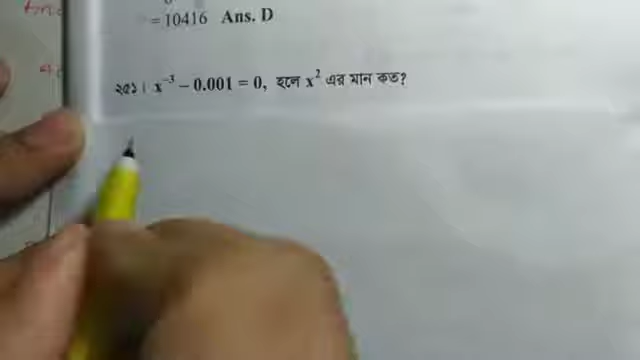 = 10416 Ans. D
২৫১। x⁻³ − 0.001 = 0, হলে x² এর মান কত?